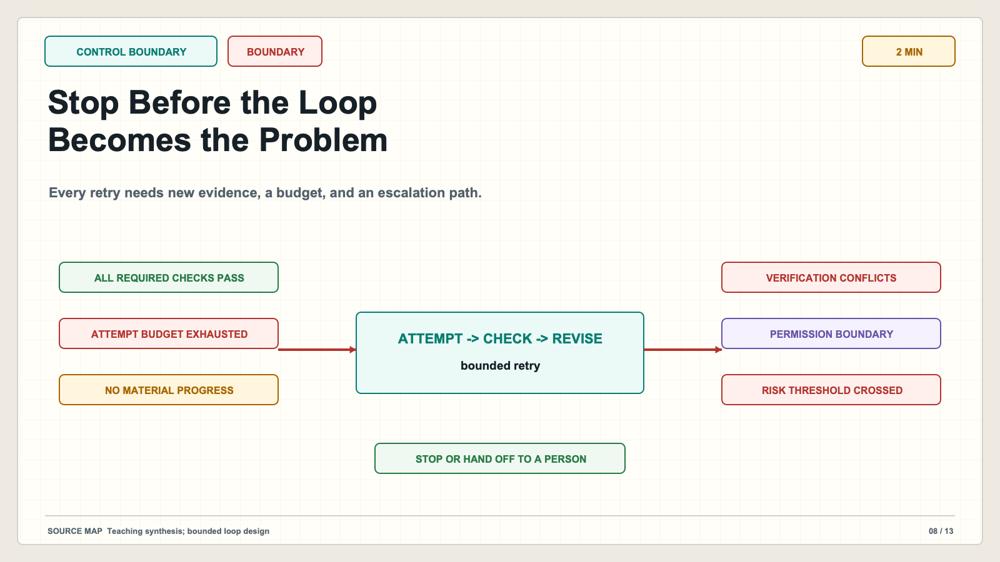 CONTROL BOUNDARY
BOUNDARY
2 MIN
Stop Before the Loop
Becomes the Problem
Every retry needs new evidence, a budget, and an escalation path.
ALL REQUIRED CHECKS PASS
ATTEMPT BUDGET EXHAUSTED
NO MATERIAL PROGRESS
ATTEMPT -> CHECK -> REVISE
bounded retry
VERIFICATION CONFLICTS
PERMISSION BOUNDARY
RISK THRESHOLD CROSSED
STOP OR HAND OFF TO A PERSON
SOURCE MAP  Teaching synthesis; bounded loop design
08 / 13